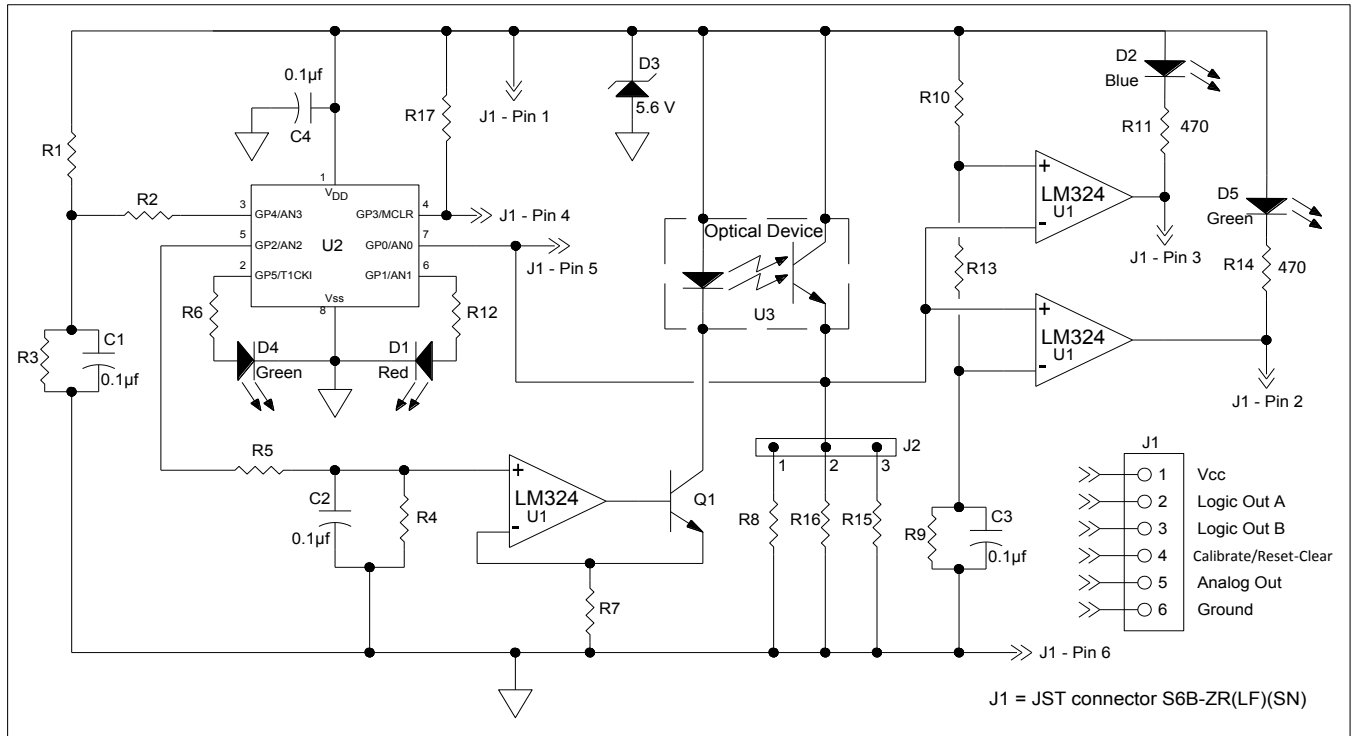 D2
Blue
D3
5.6 V
0.1µf
C4
R17
J1 - Pin 1
R10
R11
470
R1
R2
1
VDD
3
GP4/AN3
GP3/MCLR
4
J1 - Pin 4
5
GP2/AN2
U2
GP0/AN0
7
J1 - Pin 5
2
GP5/T1CKI
GP1/AN1
6
Vss
8
R6
R12
D4
Green
D1
Red
Optical Device
U3
+
LM324
U1
-
J1 - Pin 3
D5
Green
R14
470
R13
+
LM324
U1
-
J1 - Pin 2
R3
C1
0.1µf
R5
C2
0.1µf
R4
+
LM324
U1
-
Q1
R7
J2
1
2
3
R8
R16
R15
R9
C3
0.1µf
J1
1 Vcc
2 Logic Out A
3 Logic Out B
4 Calibrate/Reset-Clear
5 Analog Out
6 Ground
J1 - Pin 6
J1 = JST connector S6B-ZR(LF)(SN)